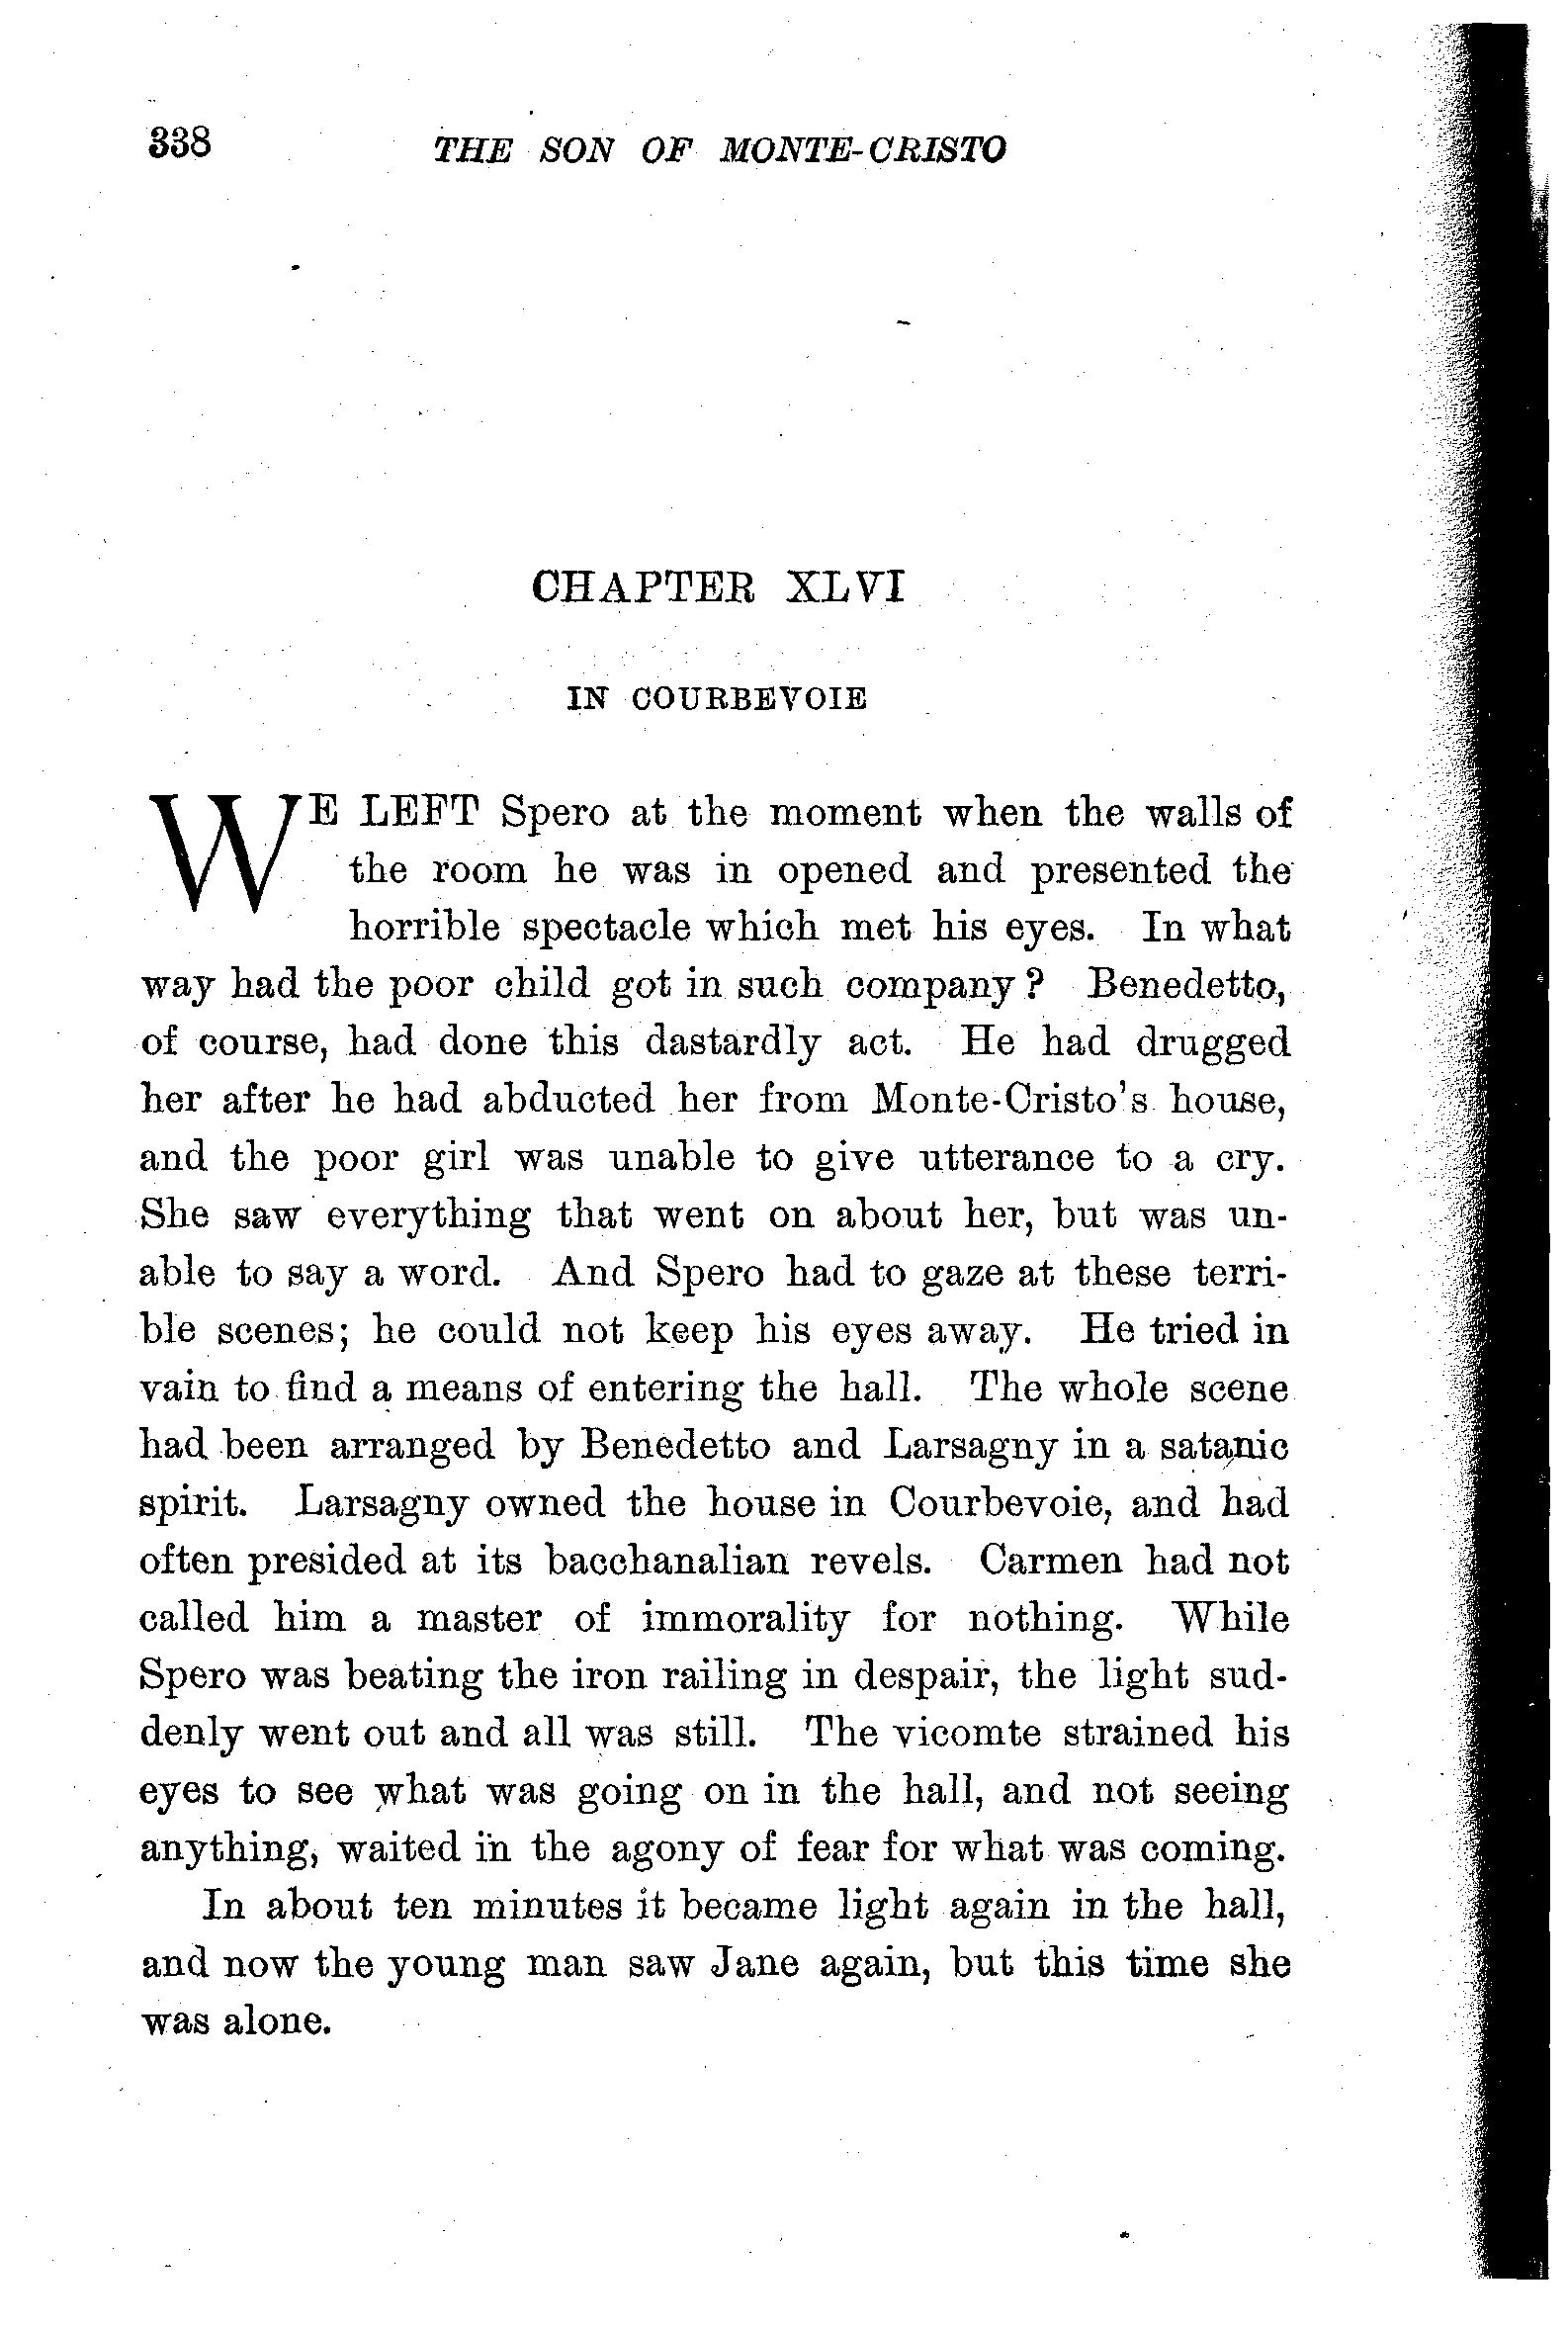 338
THE SON OF MONTE-CRISTO
CHAPTER XLVI
IN COURBEVOIE
WE LEFT Spero at the moment when the walls of
the room he was in opened and presented the
horrible spectacle which met his eyes. In what
way had the poor child got in such company? Benedetto,
of course, had done this dastardly act. He had drugged
her after he had abducted her from Monte-Cristo's house,
and the poor girl was unable to give utterance to a cry.
She saw everything that went on about her, but was un-
able to say a word. And Spero had to gaze at these terri-
ble scenes; he could not keep his eyes away. He tried in
vain to find a means of entering the hall. The whole scene
had been arranged by Benedetto and Larsagny in a satanic
spirit. Larsagny owned the house in Courbevoie, and had
often presided at its bacchanalian revels. Carmen had not
called him a master of immorality for nothing. While
Spero was beating the iron railing in despair, the light sud-
denly went out and all was still. The vicomte strained his
eyes to see what was going on in the hall, and not seeing
anything, waited in the agony of fear for what was coming.
In about ten minutes it became light again in the hall,
and now the young man saw Jane again, but this time she
was alone.